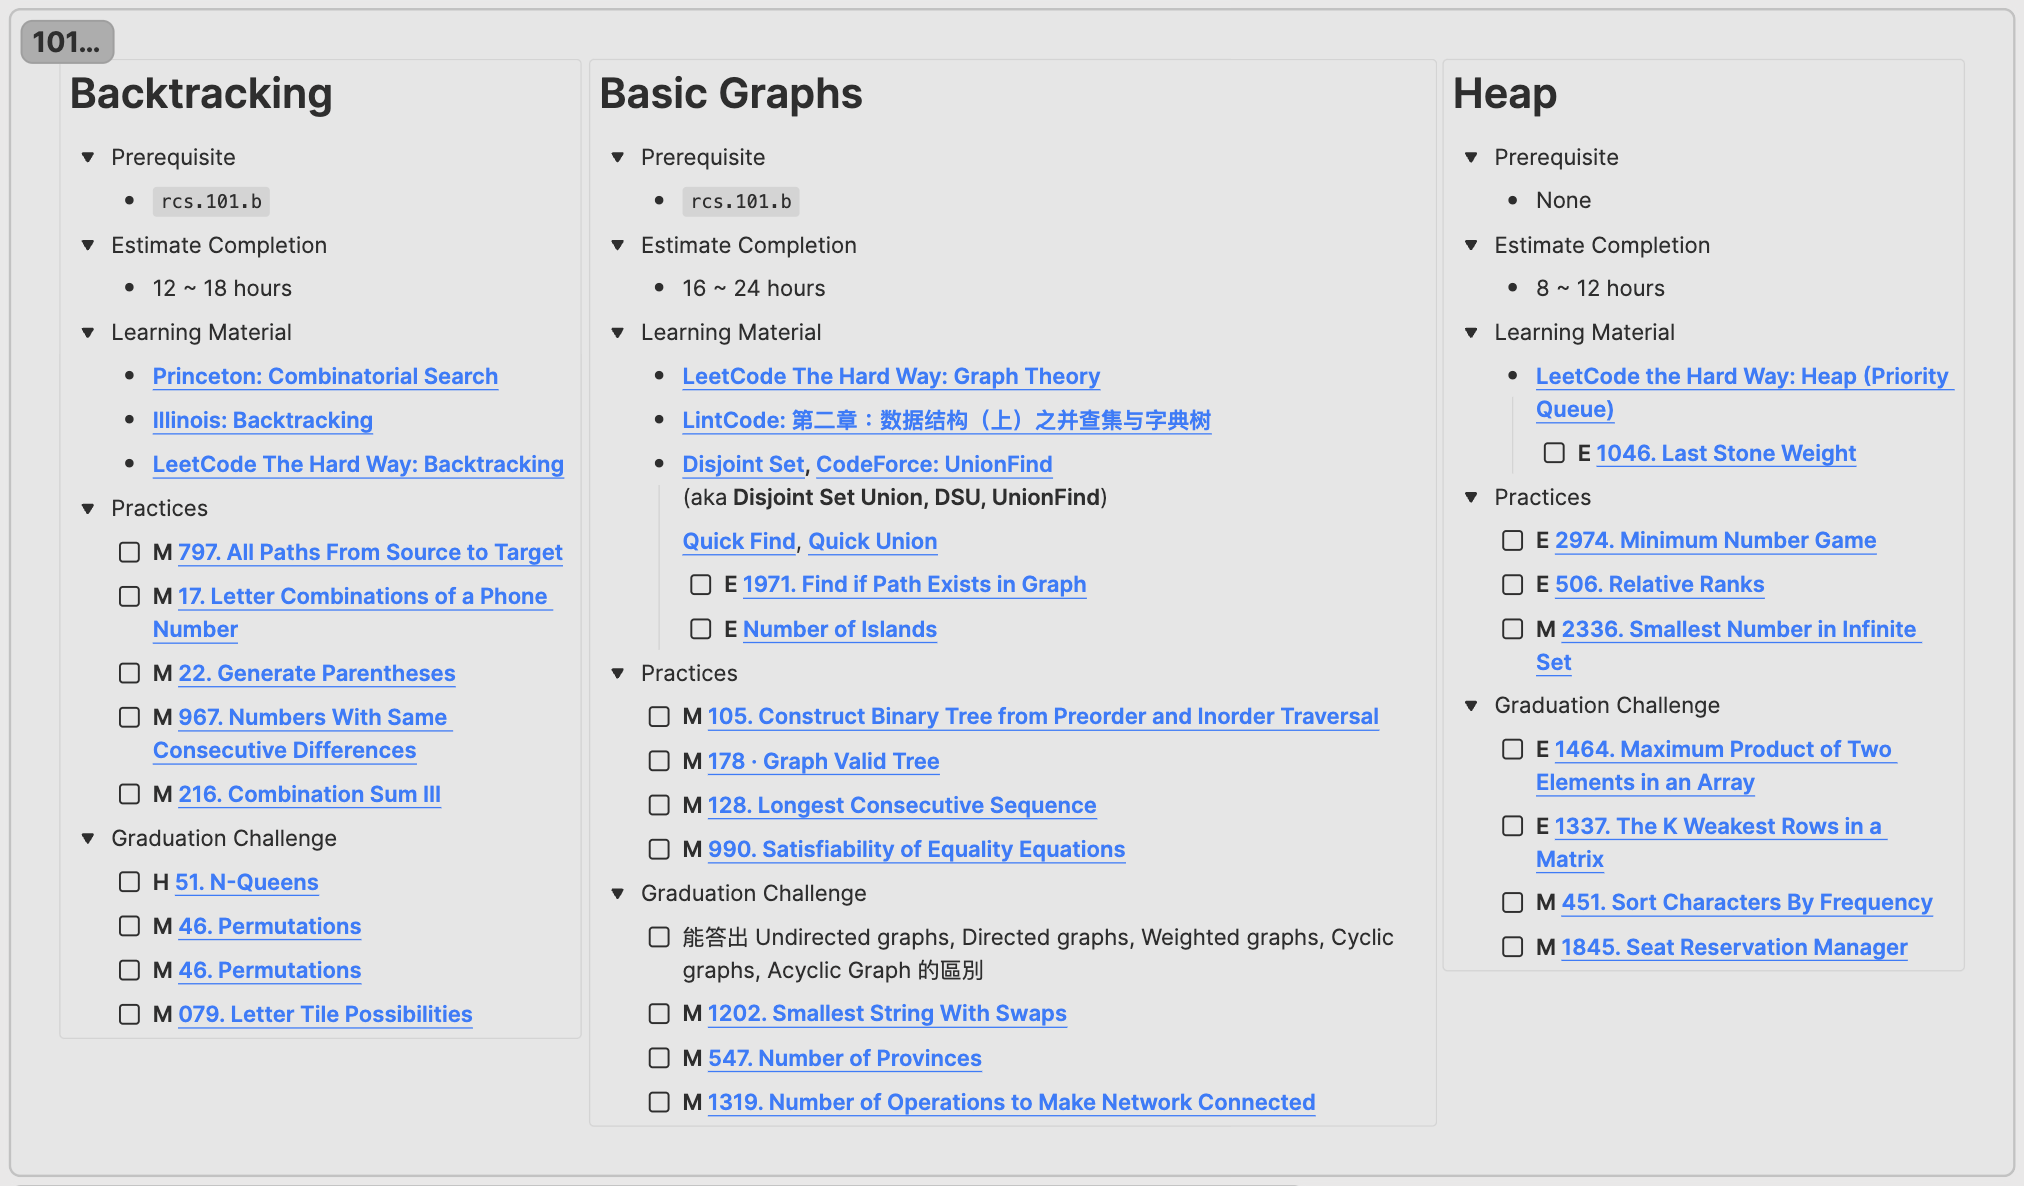 101...
Backtracking
Prerequisite
rcs.101.b
Estimate Completion
12 ~ 18 hours
Learning Material
Princeton: Combinatorial Search
Illinois: Backtracking
LeetCode The Hard Way: Backtracking
Practices
M 797. All Paths From Source to Target
M 17. Letter Combinations of a Phone
Number
M 22. Generate Parentheses
M 967. Numbers With Same
Consecutive Differences
M 216. Combination Sum III
Graduation Challenge
H 51. N-Queens
M 46. Permutations
M 46. Permutations
M 079. Letter Tile Possibilities
Basic Graphs
Prerequisite
rcs.101.b
Estimate Completion
16 ~ 24 hours
Learning Material
LeetCode The Hard Way: Graph Theory
LintCode: 第二章：数据结构（上）之并查集与字典树
Disjoint Set, CodeForce: UnionFind
(aka Disjoint Set Union, DSU, UnionFind)
Quick Find, Quick Union
E 1971. Find if Path Exists in Graph
E Number of Islands
Practices
M 105. Construct Binary Tree from Preorder and Inorder Traversal
M 178 · Graph Valid Tree
M 128. Longest Consecutive Sequence
M 990. Satisfiability of Equality Equations
Graduation Challenge
能答出 Undirected graphs, Directed graphs, Weighted graphs, Cyclic
graphs, Acyclic Graph 的區別
M 1202. Smallest String With Swaps
M 547. Number of Provinces
M 1319. Number of Operations to Make Network Connected
Heap
Prerequisite
None
Estimate Completion
8 ~ 12 hours
Learning Material
LeetCode the Hard Way: Heap (Priority
Queue)
E 1046. Last Stone Weight
Practices
E 2974. Minimum Number Game
E 506. Relative Ranks
M 2336. Smallest Number in Infinite
Set
Graduation Challenge
E 1464. Maximum Product of Two
Elements in an Array
E 1337. The K Weakest Rows in a
Matrix
M 451. Sort Characters By Frequency
M 1845. Seat Reservation Manager